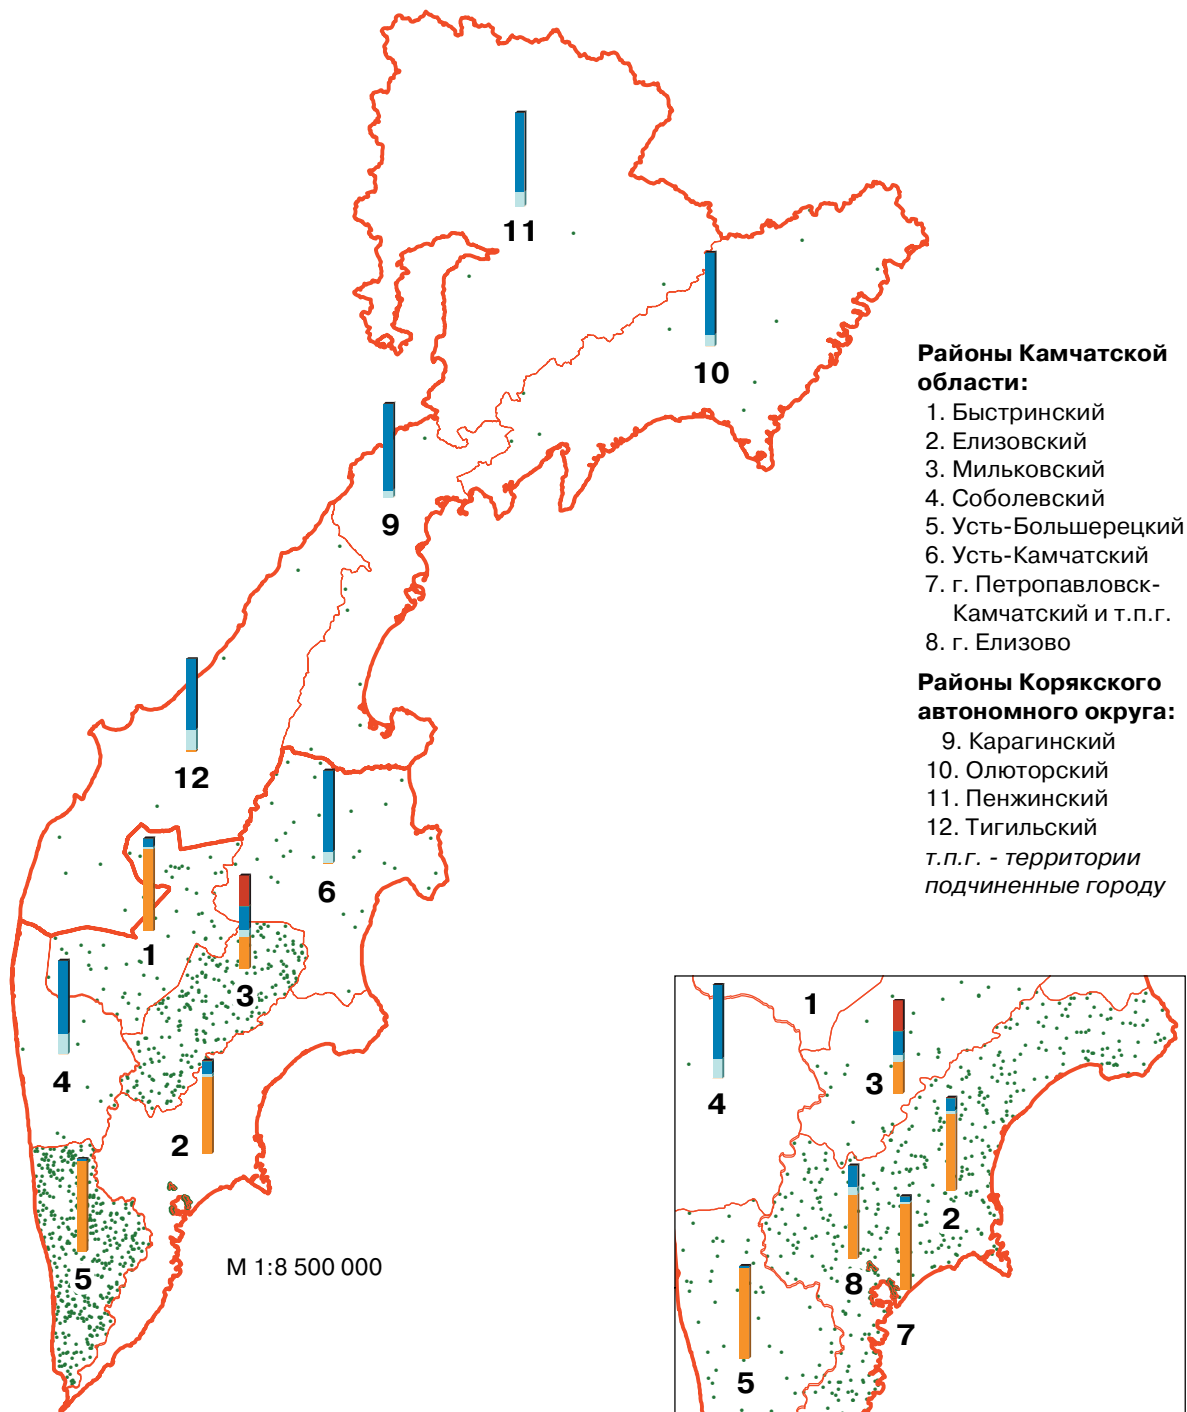 11
10
9
12
6
1
3
4
2
5
М 1:8 500 000
Районы Камчатской
области:
1. Быстринский
2. Елизовский
3. Мильковский
4. Соболевский
5. Усть-Большерецкий
6. Усть-Камчатский
7. г. Петропавловск-
Камчатский и т.п.г.
8. г. Елизово
Районы Корякского
автономного округа:
9. Карагинский
10. Олюторский
11. Пенжинский
12. Тигильский
т.п.г. - территории
подчиненные городу
1
3
4
2
8
7
5